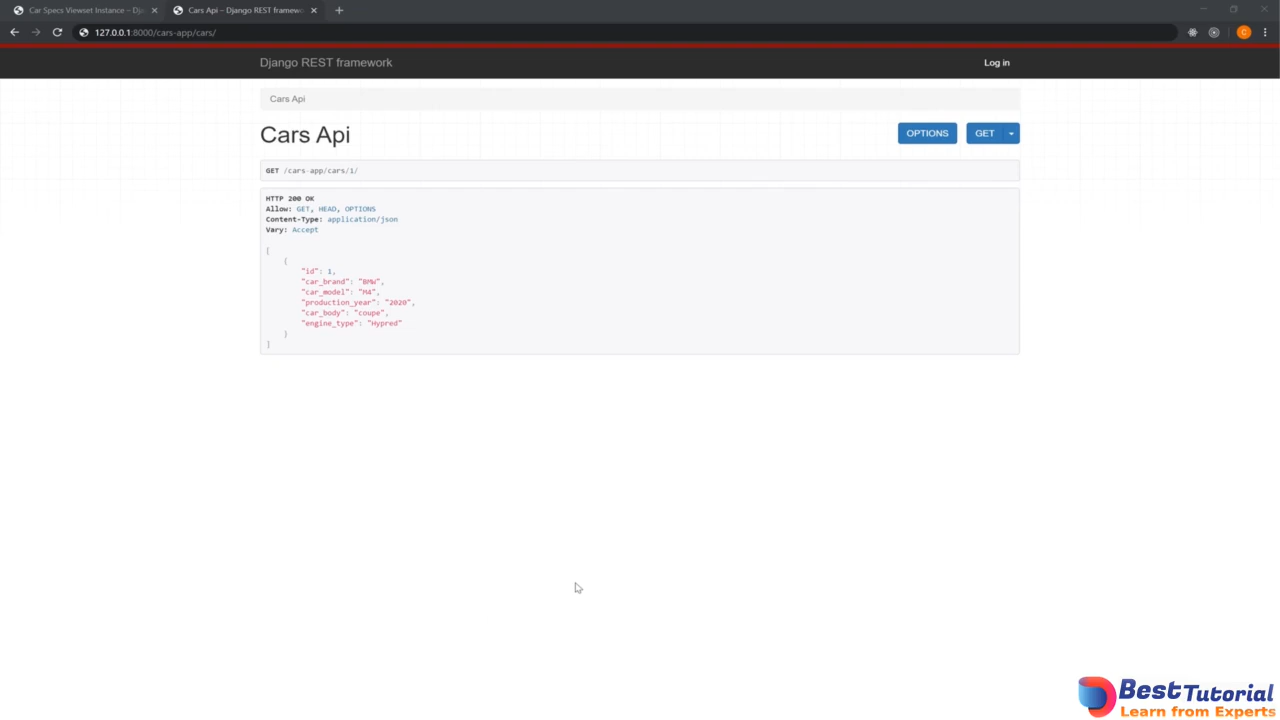 Car Specs Viewset Instance – Dj
Cars Api – Django REST framewo
127.0.0.1:8000/cars-app/cars/
Django REST framework
Log in
Cars Api
Cars Api
OPTIONS
GET
GET /cars-app/cars/1/
HTTP 200 OK
Allow: GET, HEAD, OPTIONS
Content-Type: application/json
Vary: Accept
[
{
"id": 1,
"car_brand": "BMW",
"car_model": "M4",
"production_year": "2020",
"car_body": "coupe",
"engine_type": "Hypred"
}
]
C
BestTutorial
Learn from Experts